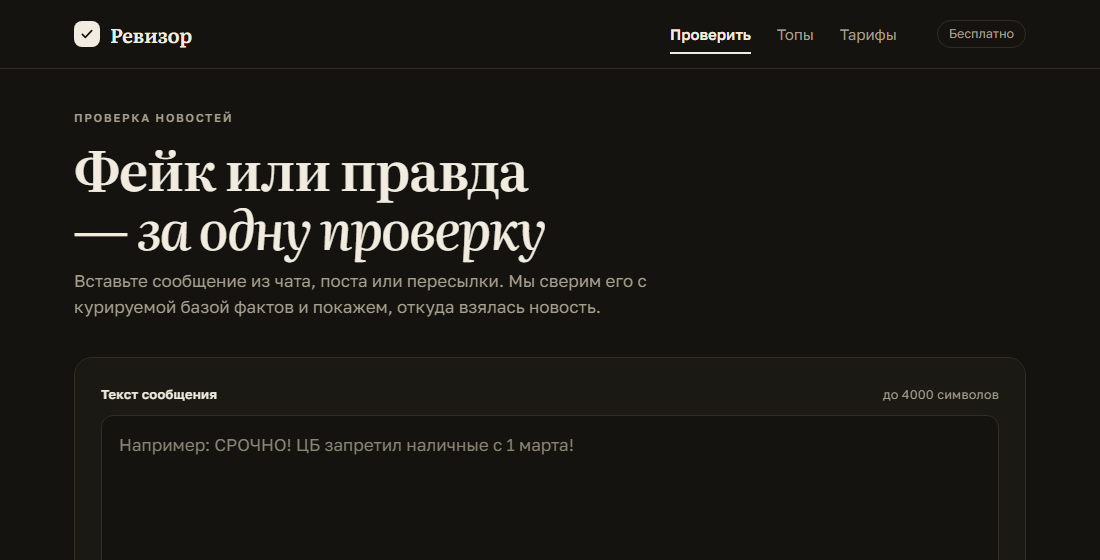 Ревизор
Проверить
Топы
Тарифы
Бесплатно
ПРОВЕРКА НОВОСТЕЙ
Фейк или правда
— за одну проверку
Вставьте сообщение из чата, поста или пересылки. Мы сверим его с
курируемой базой фактов и покажем, откуда взялась новость.
Текст сообщения
до 4000 символов
Например: СРОЧНО! ЦБ запретил наличные с 1 марта!